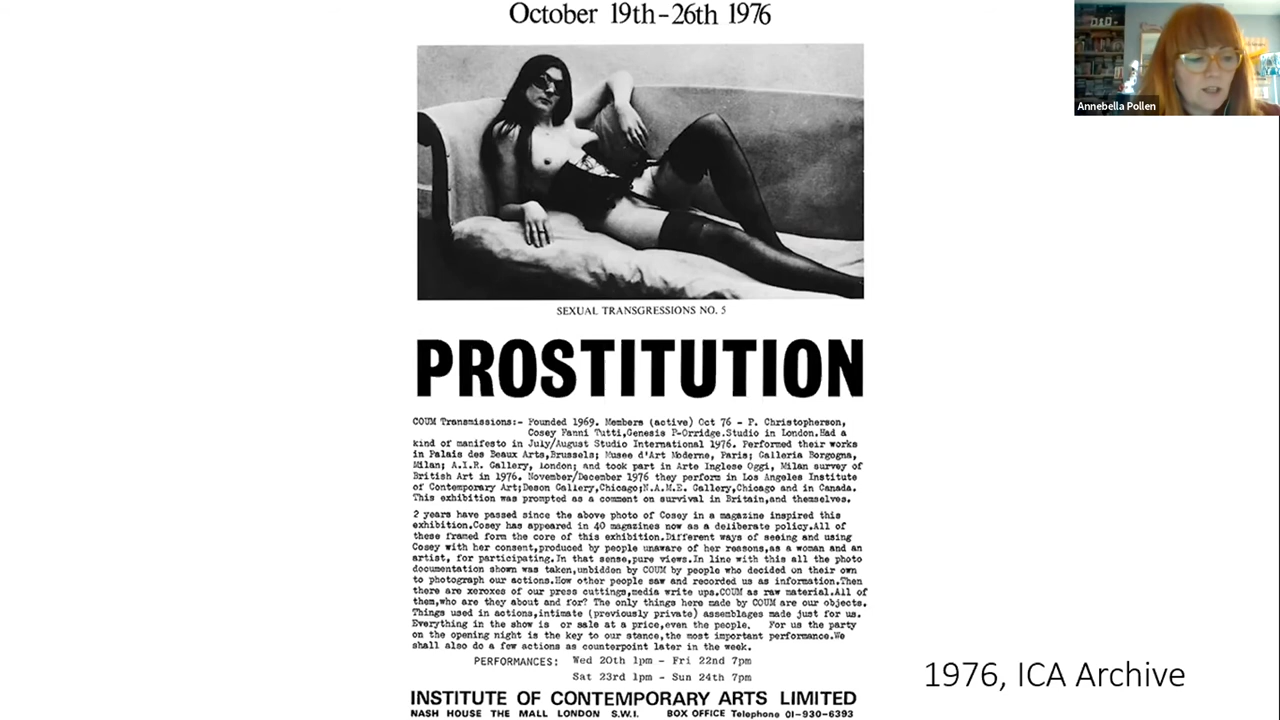 October 19th-26th 1976
Annebella Pollen
SEXUAL TRANSGRESSIONS NO. 5
PROSTITUTION
COUM Transmissions:- Founded 1969. Members (active) Oct 76 - P. Christopherson,
Cosey Fanni Tutti,Genesis P-Orridge.Studio in London.Had a
kind of manifesto in July/August Studio International 1976. Performed their works
in Palais des Beaux Arts,Brussels; Musee d'Art Moderne, Paris; Galleria Borgogna,
Milan; A.I.R. Gallery, London; and took part in Arte Inglese Oggi, Milan survey of
British Art in 1976. November/December 1976 they perform in Los Angeles Institute
of Contemporary Art;Deson Gallery,Chicago;N.A.M.E. Gallery,Chicago and in Canada.
This exhibition was prompted as a comment on survival in Britain,and themselves.
2 years have passed since the above photo of Cosey in a magazine inspired this
exhibition.Cosey has appeared in 40 magazines now as a deliberate policy.All of
these framed form the core of this exhibition.Different ways of seeing and using
Cosey with her consent,produced by people unaware of her reasons,as a woman and an
artist, for participating.In that sense,pure views.In line with this all the photo
documentation shown was taken,unbidden by COUM by people who decided on their own
to photograph our actions.How other people saw and recorded us as information.Then
there are xeroxes of our press cuttings,media write ups.COUM as raw material.All of
them,who are they about and for? The only things here made by COUM are our objects.
Things used in actions,intimate (previously private) assemblages made just for us.
Everything in the show is or sale at a price,even the people. For us the party
on the opening night is the key to our stance,the most important performance.We
shall also do a few actions as counterpoint later in the week.
PERFORMANCES: Wed 20th 1pm - Fri 22nd 7pm
Sat 23rd 1pm - Sun 24th 7pm
INSTITUTE OF CONTEMPORARY ARTS LIMITED
NASH HOUSE THE MALL LONDON S.W.I. BOX OFFICE Telephone 01-930-6393
1976, ICA Archive